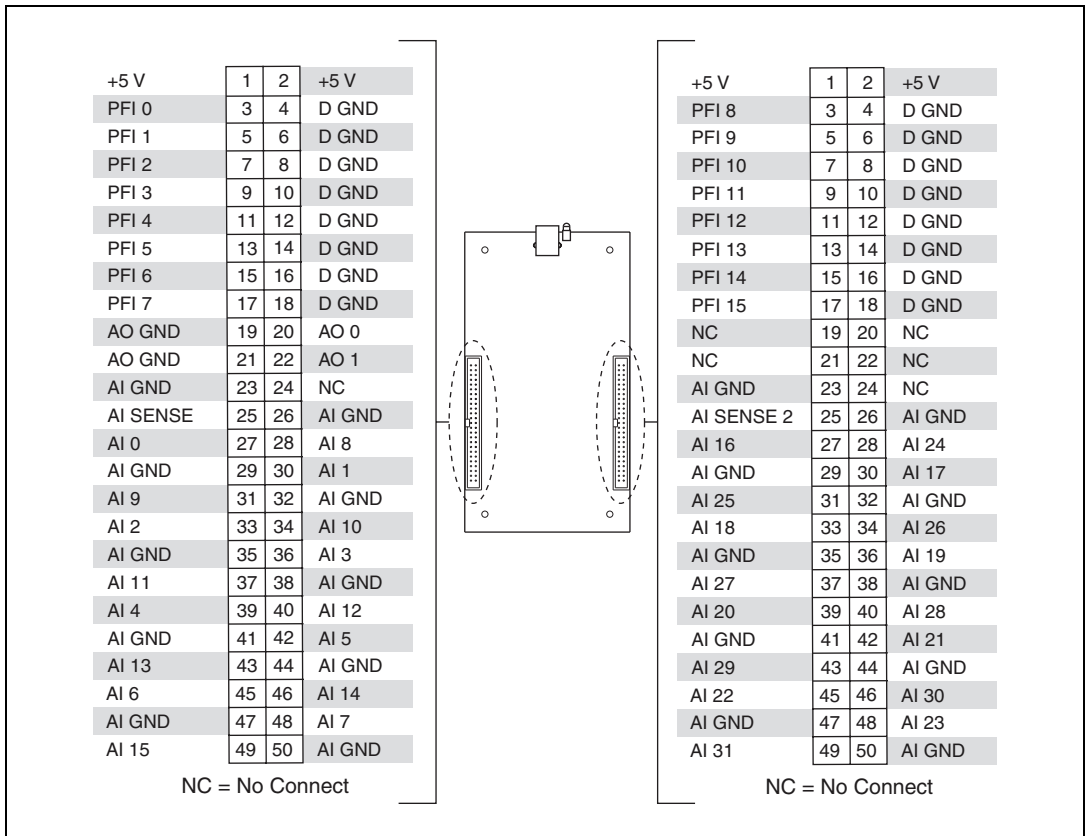 +5 V 1 2 +5 V
PFI 0 3 4 D GND
PFI 1 5 6 D GND
PFI 2 7 8 D GND
PFI 3 9 10 D GND
PFI 4 11 12 D GND
PFI 5 13 14 D GND
PFI 6 15 16 D GND
PFI 7 17 18 D GND
AO GND 19 20 AO 0
AO GND 21 22 AO 1
AI GND 23 24 NC
AI SENSE 25 26 AI GND
AI 0 27 28 AI 8
AI GND 29 30 AI 1
AI 9 31 32 AI GND
AI 2 33 34 AI 10
AI GND 35 36 AI 3
AI 11 37 38 AI GND
AI 4 39 40 AI 12
AI GND 41 42 AI 5
AI 13 43 44 AI GND
AI 6 45 46 AI 14
AI GND 47 48 AI 7
AI 15 49 50 AI GND
NC = No Connect
+5 V 1 2 +5 V
PFI 8 3 4 D GND
PFI 9 5 6 D GND
PFI 10 7 8 D GND
PFI 11 9 10 D GND
PFI 12 11 12 D GND
PFI 13 13 14 D GND
PFI 14 15 16 D GND
PFI 15 17 18 D GND
NC 19 20 NC
NC 21 22 NC
AI GND 23 24 NC
AI SENSE 2 25 26 AI GND
AI 16 27 28 AI 24
AI GND 29 30 AI 17
AI 25 31 32 AI GND
AI 18 33 34 AI 26
AI GND 35 36 AI 19
AI 27 37 38 AI GND
AI 20 39 40 AI 28
AI GND 41 42 AI 21
AI 29 43 44 AI GND
AI 22 45 46 AI 30
AI GND 47 48 AI 23
AI 31 49 50 AI GND
NC = No Connect